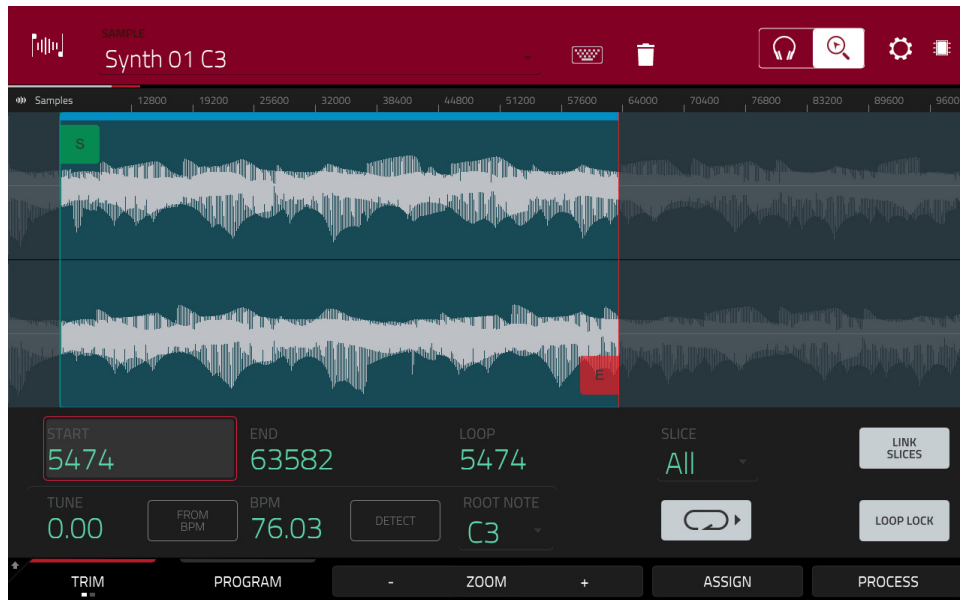 SAMPLE
Synth 01 C3
Samples 12800 19200 25600 32000 38400 44800 51200 57600 64000 70400 76800 83200 89600 9600
S
E
START END LOOP SLICE
5474 63582 5474 All LINK SLICES
TUNE FROM BPM BPM DETECT ROOT NOTE
0.00 76.03 C3 LOOP LOCK
TRIM PROGRAM - ZOOM + ASSIGN PROCESS